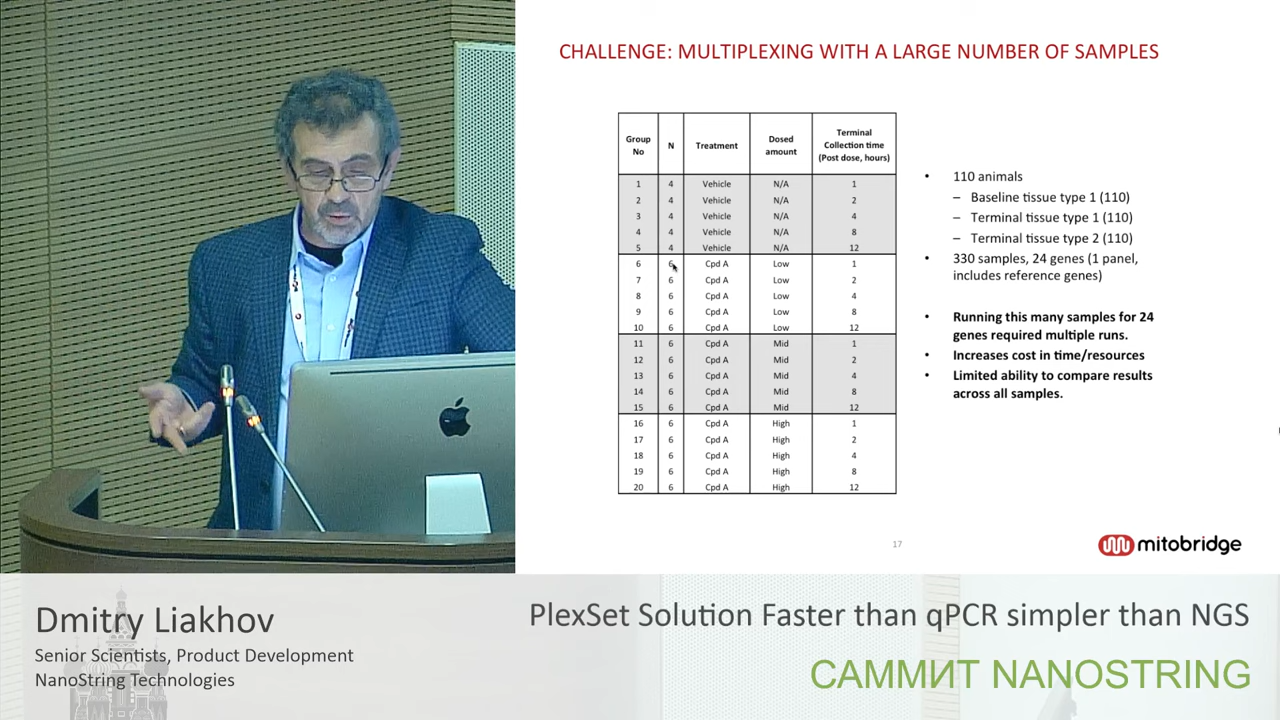 CHALLENGE: MULTIPLEXING WITH A LARGE NUMBER OF SAMPLES
Group No N Treatment Dosed amount Terminal Collection time (Post dose, hours)
1 4 Vehicle N/A 1
2 4 Vehicle N/A 2
3 4 Vehicle N/A 4
4 4 Vehicle N/A 8
5 4 Vehicle N/A 12
6 6 Cpd A Low 1
7 6 Cpd A Low 2
8 6 Cpd A Low 4
9 6 Cpd A Low 8
10 6 Cpd A Low 12
11 6 Cpd A Mid 1
12 6 Cpd A Mid 2
13 6 Cpd A Mid 4
14 6 Cpd A Mid 8
15 6 Cpd A Mid 12
16 6 Cpd A High 1
17 6 Cpd A High 2
18 6 Cpd A High 4
19 6 Cpd A High 8
20 6 Cpd A High 12
• 110 animals
– Baseline tissue type 1 (110)
– Terminal tissue type 1 (110)
– Terminal tissue type 2 (110)
• 330 samples, 24 genes (1 panel,
includes reference genes)
• Running this many samples for 24
genes required multiple runs.
• Increases cost in time/resources
• Limited ability to compare results
across all samples.
17
mitobridge
Dmitry Liakhov
Senior Scientists, Product Development
NanoString Technologies
PlexSet Solution Faster than qPCR simpler than NGS
САММИТ NANOSTRING